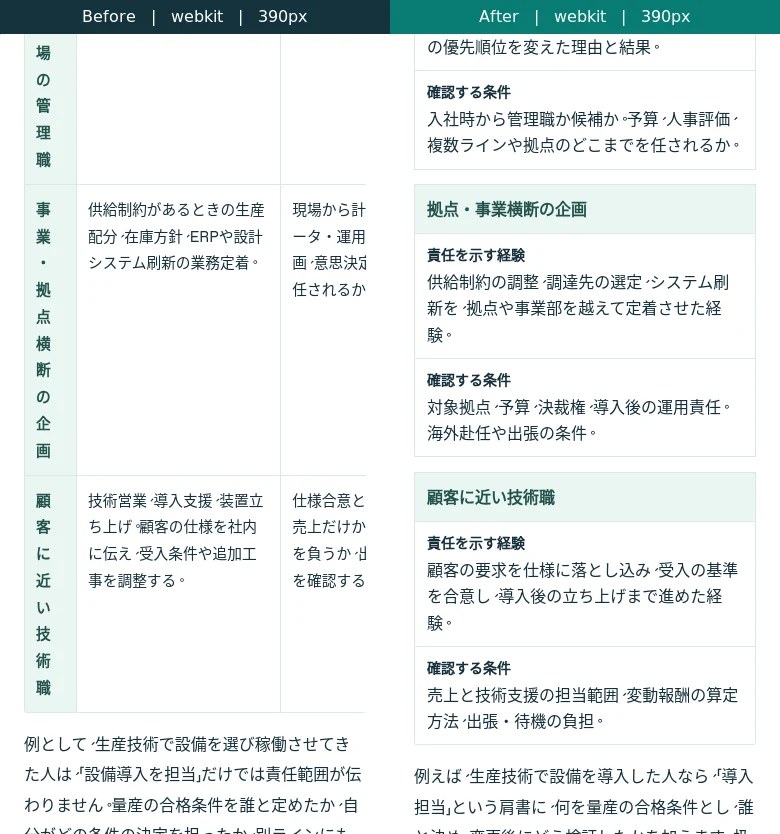 Before | webkit | 390px
場
の
管
理
職
事
業
・
拠
点
横
断
の
企
画
供給制約があるときの生産
配分、在庫方針、ERPや設計
システム刷新の業務定着。
現場から計
ータ・運用
画、意思決定
任されるか
顧
客
に
近
い
技
術
職
技術営業、導入支援、装置立
ち上げ。顧客の仕様を社内
に伝え、受入条件や追加工
事を調整する。
仕様合意と
売上だけか
を負うか、出
を確認する
例として、生産技術で設備を選び稼働させてき
た人は、「設備導入を担当」だけでは責任範囲が伝
わりません。量産の合格条件を誰と定めたか、自
After | webkit | 390px
の優先順位を変えた理由と結果。
確認する条件
入社時から管理職か候補か。予算、人事評価、
複数ラインや拠点のどこまでを任されるか。
拠点・事業横断の企画
責任を示す経験
供給制約の調整、調達先の選定、システム刷
新を、拠点や事業部を越えて定着させた経
験。
確認する条件
対象拠点、予算、決裁権、導入後の運用責任。
海外赴任や出張の条件。
顧客に近い技術職
責任を示す経験
顧客の要求を仕様に落とし込み、受入の基準
を合意し、導入後の立ち上げまで進めた経
験。
確認する条件
売上と技術支援の担当範囲、変動報酬の算定
方法、出張・待機の負担。
例えば、生産技術で設備を導入した人なら、「導入
担当」という肩書に、何を量産の合格条件とし、誰